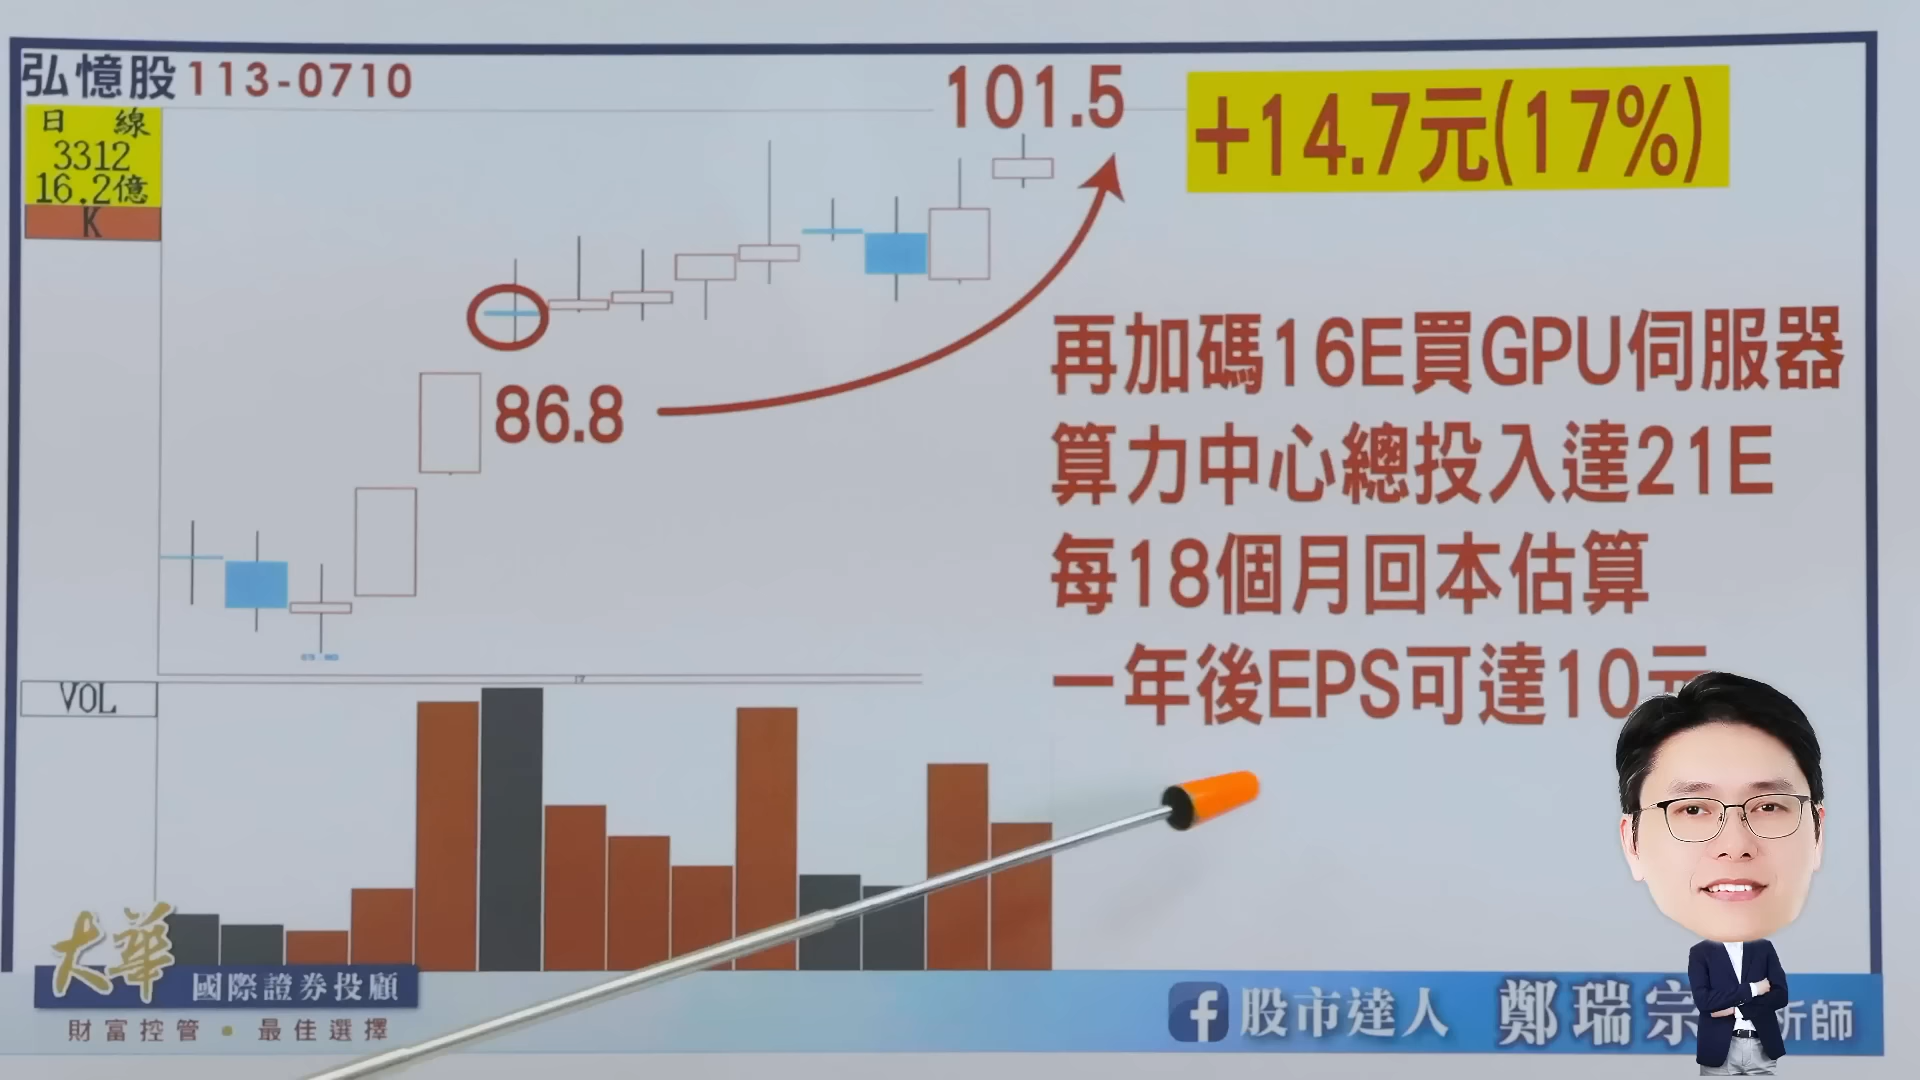 弘憶股 113-0710
日 線
3312
16.2億
K
101.5
+14.7元(17%)
86.8
再加碼16E買GPU伺服器
算力中心總投入達21E
每18個月回本估算
一年後EPS可達10元
VOL
大華 國際證券投顧
財富控管 • 最佳選擇
股市達人 鄭瑞宗 析師